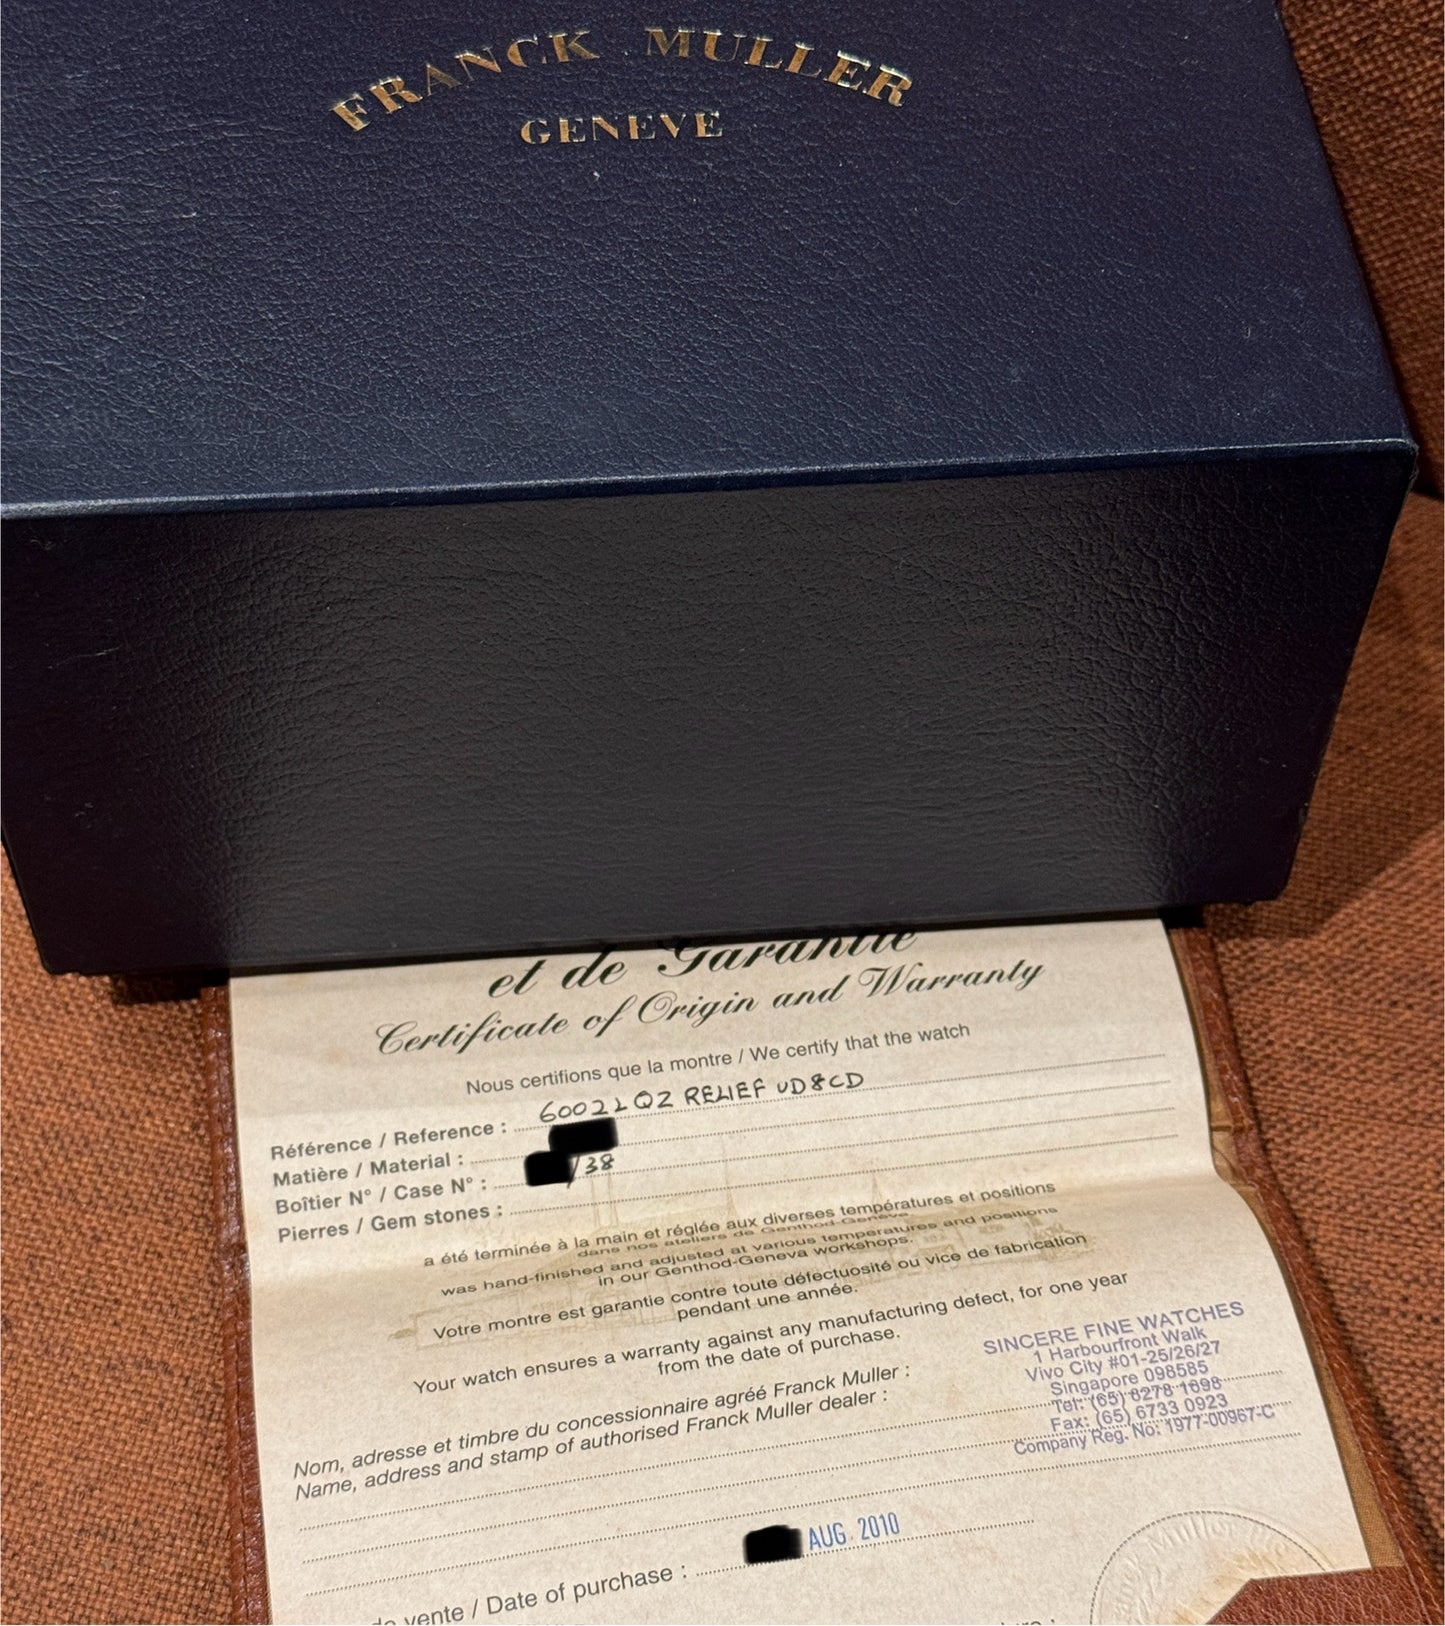 FRANCK MULLER
GENEVE
et de Garantie
Certificate of Origin and Warranty
Nous certifions que la montre / We certify that the watch
Référence / Reference : 6002LQZ RELIEF VD8CD
Matière / Material :
Boîtier N° / Case N° : /38
Pierres / Gem stones :
a été terminée à la main et réglée aux diverses températures et positions
dans nos ateliers de Genthod-Genève.
was hand-finished and adjusted at various temperatures and positions
in our Genthod-Geneva workshops.
Votre montre est garantie contre toute défectuosité ou vice de fabrication
pendant une année.
Your watch ensures a warranty against any manufacturing defect, for one year
from the date of purchase.
Nom, adresse et timbre du concessionnaire agréé Franck Muller :
Name, address and stamp of authorised Franck Muller dealer :
SINCERE FINE WATCHES
1 Harbourfront Walk
Vivo City #01-25/26/27
Singapore 098585
Tel: (65) 6278 1698
Fax: (65) 6733 0923
Company Reg. No: 1977-00967-C
de vente / Date of purchase : AUG. 2010